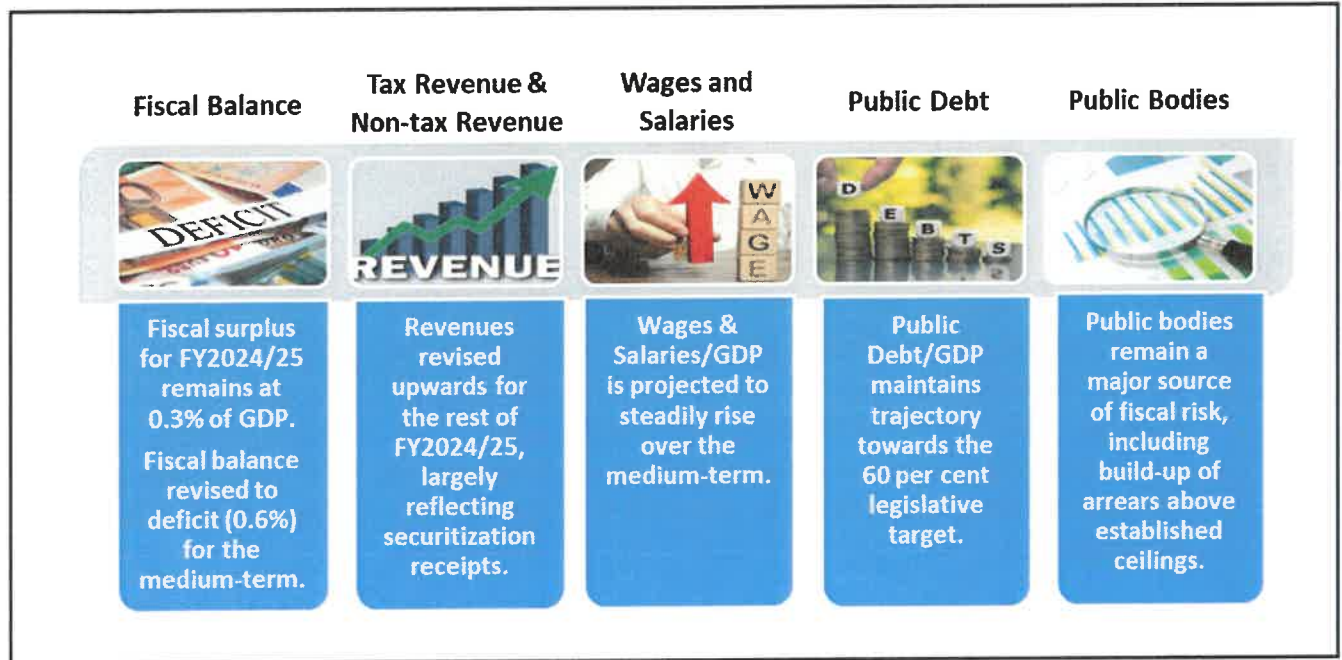 Fiscal Balance
Tax Revenue &
Non-tax Revenue
Wages and
Salaries
Public Debt
Public Bodies
DEFICIT
REVENUE
W
A
G
E
D
E
B
T
S
Fiscal surplus
for FY2024/25
remains at
0.3% of GDP.
Fiscal balance
revised to
deficit (0.6%)
for the
medium-term.
Revenues
revised
upwards for
the rest of
FY2024/25,
largely
reflecting
securitization
receipts.
Wages &
Salaries/GDP
is projected to
steadily rise
over the
medium-term.
Public
Debt/GDP
maintains
trajectory
towards the
60 per cent
legislative
target.
Public bodies
remain a
major source
of fiscal risk,
including
build-up of
arrears above
established
ceilings.